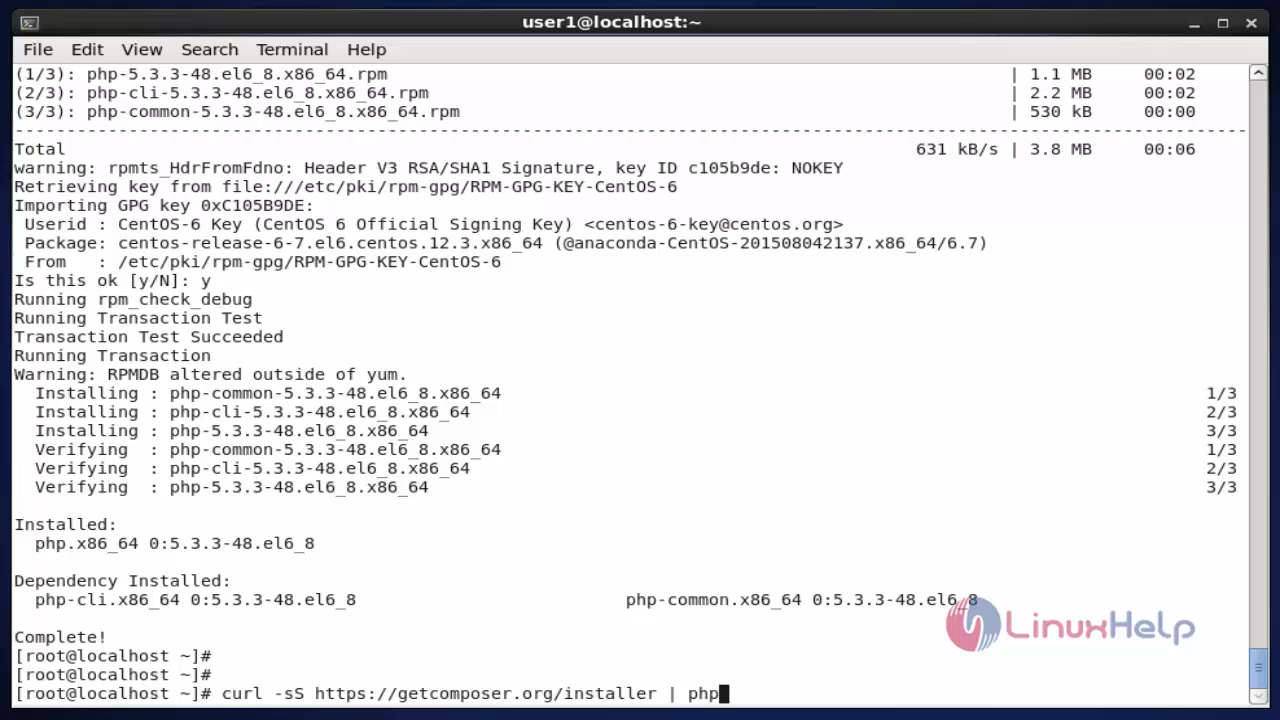 user1@localhost:~
File Edit View Search Terminal Help
(1/3): php-5.3.3-48.el6_8.x86_64.rpm | 1.1 MB 00:02
(2/3): php-cli-5.3.3-48.el6_8.x86_64.rpm | 2.2 MB 00:02
(3/3): php-common-5.3.3-48.el6_8.x86_64.rpm | 530 kB 00:00
--------------------------------------------------------------------------------
Total 631 kB/s | 3.8 MB 00:06
warning: rpmts_HdrFromFdno: Header V3 RSA/SHA1 Signature, key ID c105b9de: NOKEY
Retrieving key from file:///etc/pki/rpm-gpg/RPM-GPG-KEY-CentOS-6
Importing GPG key 0xC105B9DE:
Userid : CentOS-6 Key (CentOS 6 Official Signing Key) <centos-6-key@centos.org>
Package: centos-release-6-7.el6.centos.12.3.x86_64 (@anaconda-CentOS-201508042137.x86_64/6.7)
From : /etc/pki/rpm-gpg/RPM-GPG-KEY-CentOS-6
Is this ok [y/N]: y
Running rpm_check_debug
Running Transaction Test
Transaction Test Succeeded
Running Transaction
Warning: RPMDB altered outside of yum.
Installing : php-common-5.3.3-48.el6_8.x86_64 1/3
Installing : php-cli-5.3.3-48.el6_8.x86_64 2/3
Installing : php-5.3.3-48.el6_8.x86_64 3/3
Verifying : php-common-5.3.3-48.el6_8.x86_64 1/3
Verifying : php-cli-5.3.3-48.el6_8.x86_64 2/3
Verifying : php-5.3.3-48.el6_8.x86_64 3/3
Installed:
php.x86_64 0:5.3.3-48.el6_8
Dependency Installed:
php-cli.x86_64 0:5.3.3-48.el6_8 php-common.x86_64 0:5.3.3-48.el6_8
LinuxHelp
Complete!
[root@localhost ~]#
[root@localhost ~]#
[root@localhost ~]# curl -sS https://getcomposer.org/installer | php